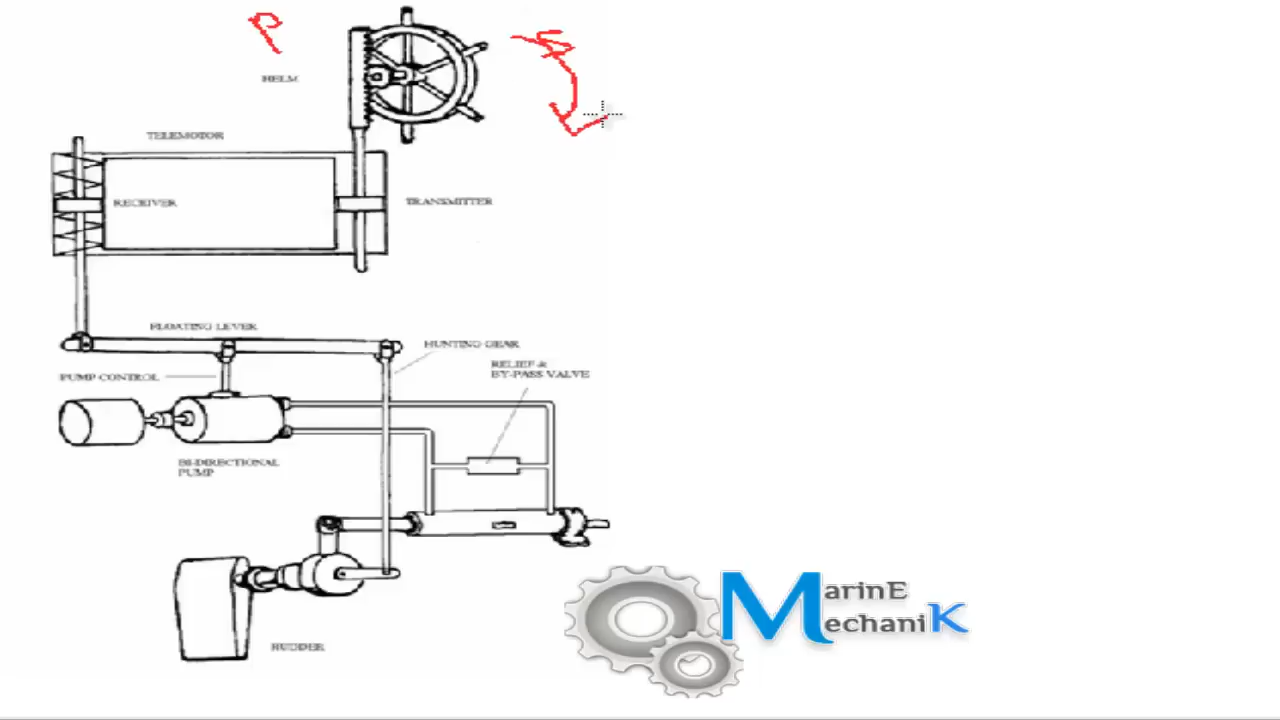 P
S
HELM
TELEMOTOR
RECEIVER
TRANSMITTER
FLOATING LEVER
HUNTING GEAR
RELIEF &
BY-PASS VALVE
PUMP CONTROL
BI-DIRECTIONAL
PUMP
RUDDER
MarinE
MechaniK